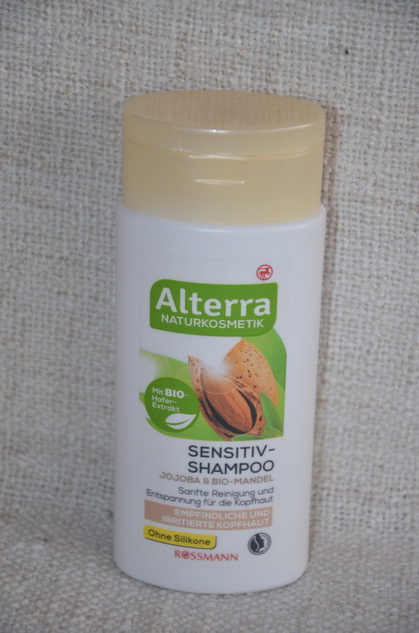 Alterra
NATURKOSMETIK
Mit BIO-
Hafer-
Extrakt
SENSITIV-
SHAMPOO
JOJOBA & BIO-MANDEL
Sanfte Reinigung und
Entspannung für die Kopfhaut
EMPFINDLICHE UND
IRRITIERTE KOPFHAUT
Ohne Silikone
ROSSMANN